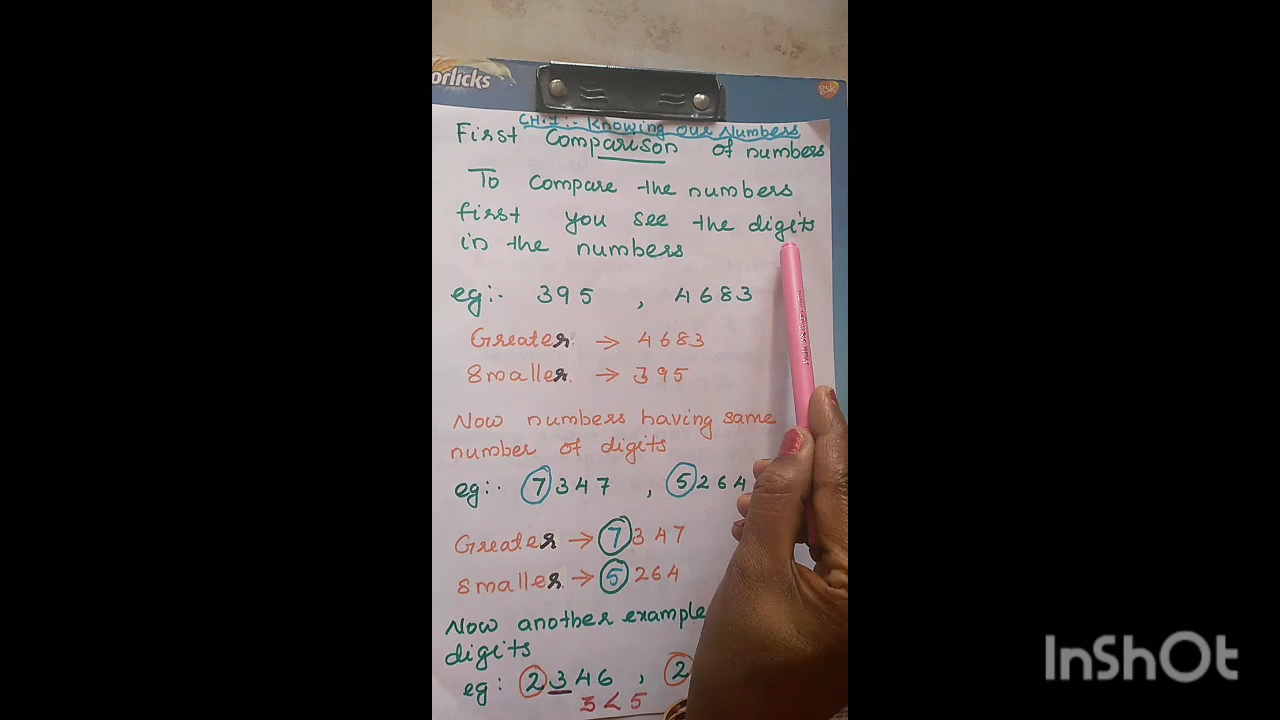 orlicks
gsk
CH.1:- Knowing Our Numbers
First Comparison of numbers
To compare the numbers
first you see the digits
in the numbers
eg:- 395 , 4683
Greater → 4683
Smaller → 395
Now numbers having same
number of digits
eg:- 7347 , 5264
Greater → 7347
Smaller → 5264
Now another example
digits
eg: 2346 , 2
3<5
InShOt